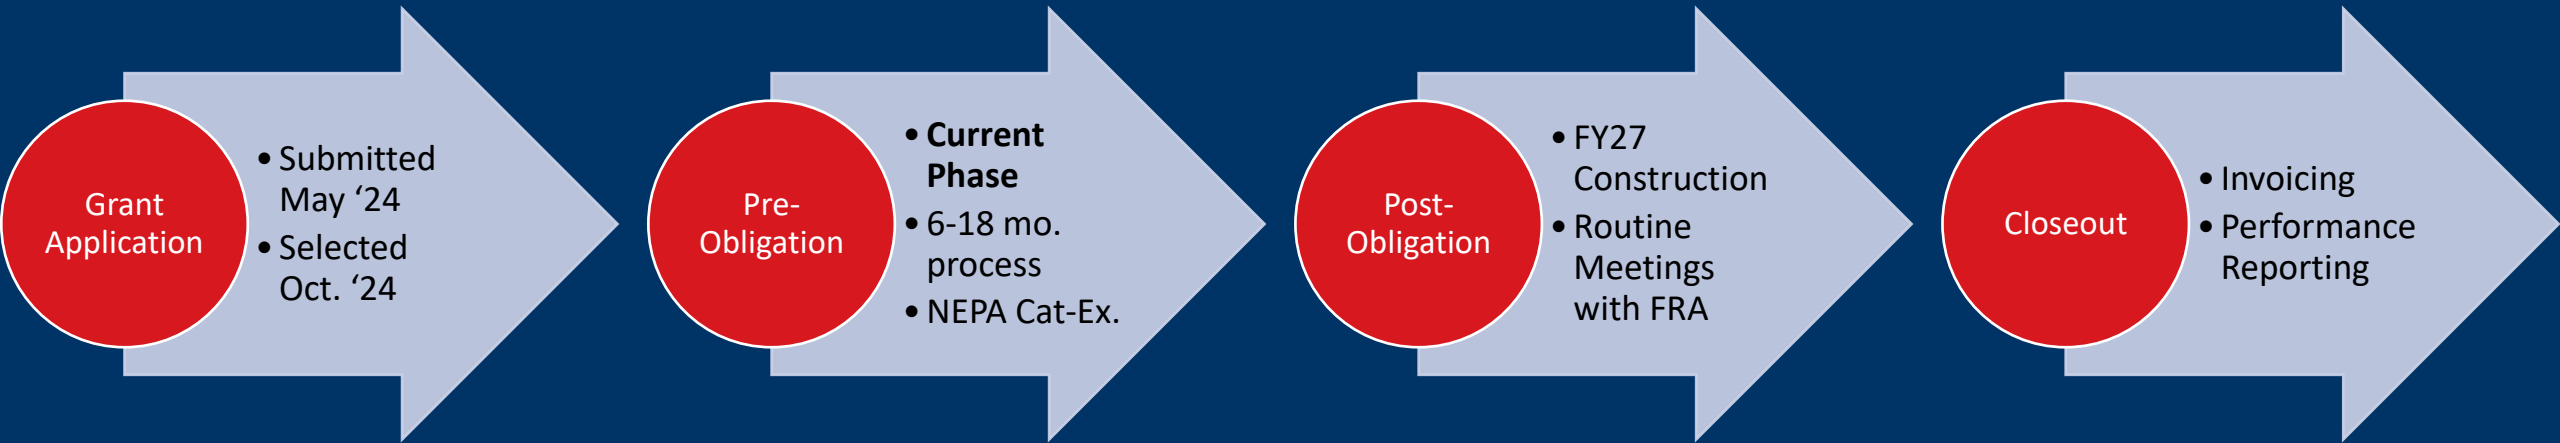 Grant
Application
• Submitted
May ‘24
• Selected
Oct. ‘24
Pre-
Obligation
• Current
Phase
• 6-18 mo.
process
• NEPA Cat-Ex.
Post-
Obligation
• FY27
Construction
• Routine
Meetings
with FRA
Closeout
• Invoicing
• Performance
Reporting